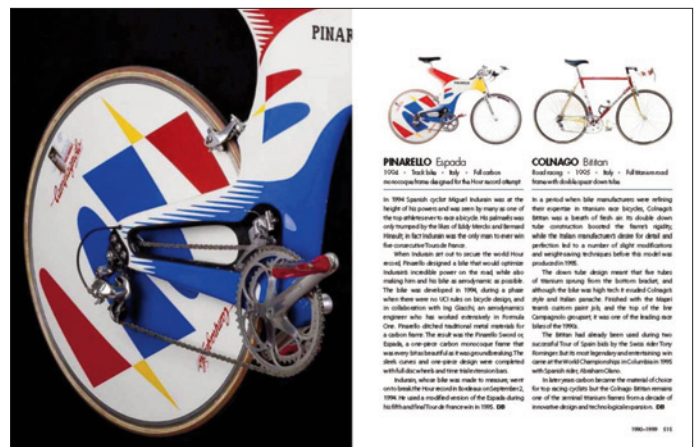 PINAR
Campagnolo
Campagnolo
PINARELLO Espada
1994 • Track bike • Italy • Full carbon
monocoque frame designed for the Hour record attempt
In 1994 Spanish cyclist Miguel Indurain was at the
height of his powers and was seen by many as one of
the top athletes ever to race a bicycle. His palmarès was
only trumped by the likes of Eddy Merckx and Bernard
Hinault; in fact Indurain was the only man to ever win
five consecutive Tours de France.
When Indurain set out to secure the world Hour
record, Pinarello designed a bike that would optimize
Indurain's incredible power on the road, while also
making him and his bike as aerodynamic as possible.
The bike was developed in 1994, during a phase
when there were no UCI rules on bicycle design, and
in collaboration with Ing Giacchi, an aerodynamics
engineer who has worked extensively in Formula
One. Pinarello ditched traditional metal materials for
a carbon frame. The result was the Pinarello Sword or,
Espada, a one-piece carbon monocoque frame that
was every bit as beautiful as it was groundbreaking. The
sleek curves and one-piece design were completed
with full disc wheels and time trial extension bars.
Indurain, whose bike was made to measure, went
on to break the Hour record in Bordeaux on September 2,
1994. He used a modified version of the Espada during
his fifth and final Tour de France win in 1995. DB
COLNAGO Bititan
Road racing • 1995 • Italy • Full titanium road
frame with double space down tube
In a period when bike manufacturers were refining
their expertise in titanium race bicycles, Colnago's
Bititan was a breath of fresh air. Its double down
tube construction boosted the frame's rigidity,
while the Italian manufacturer's desire for detail and
perfection led to a number of slight modifications
and weight-saving techniques before this model was
produced in 1995.
The down tube design meant that five tubes
of titanium sprung from the bottom bracket, and
although the bike was high tech it exuded Colnago's
style and Italian panache. Finished with the Mapei
team's custom paint job, and the top of the line
Campagnolo groupset, it was one of the leading race
bikes of the 1990s.
The Bititan had already been used during two
successful Tour of Spain bids by the Swiss rider Tony
Rominger. But its most legendary and entertaining win
came at the World Championships in Columbia in 1995
with Spanish rider, Abraham Olano.
In later years carbon became the material of choice
for top racing cyclists but the Colnago Bititan remains
one of the seminal titanium frames from a decade of
innovative design and technological expansion. DB
1990–1999 515